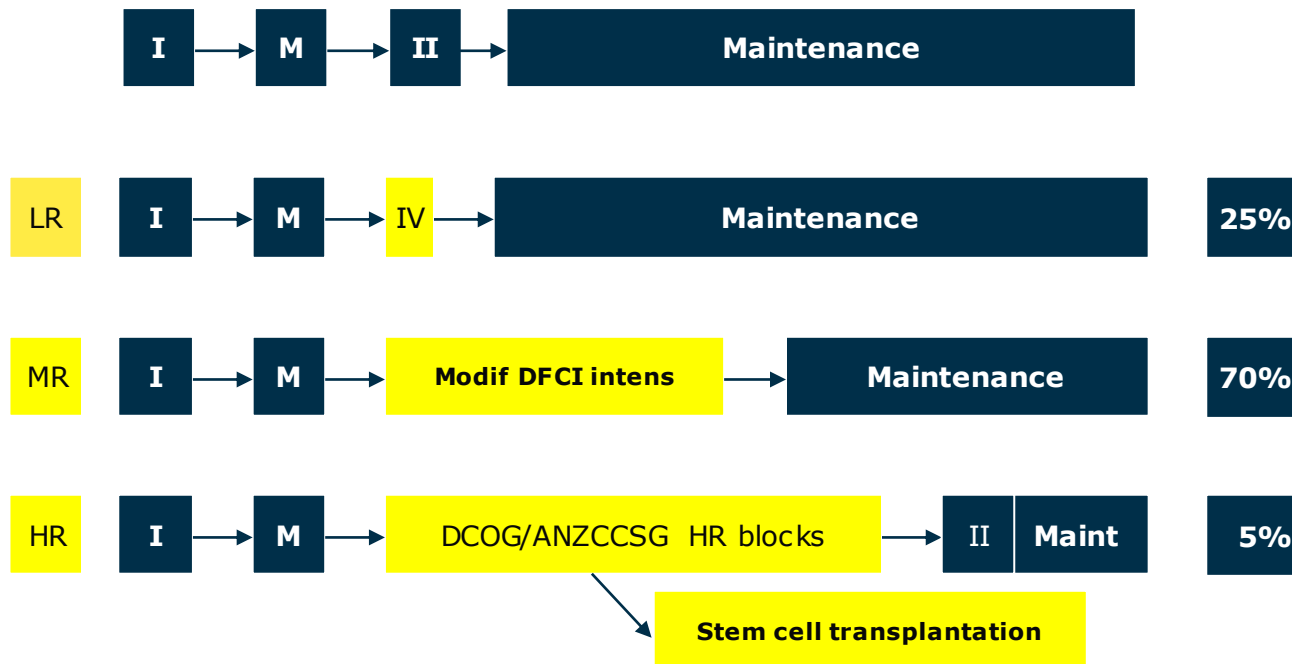 I M II Maintenance
LR I M IV Maintenance 25%
MR I M Modif DFCI intens Maintenance 70%
HR I M DCOG/ANZCCSG HR blocks II Maint 5%
Stem cell transplantation